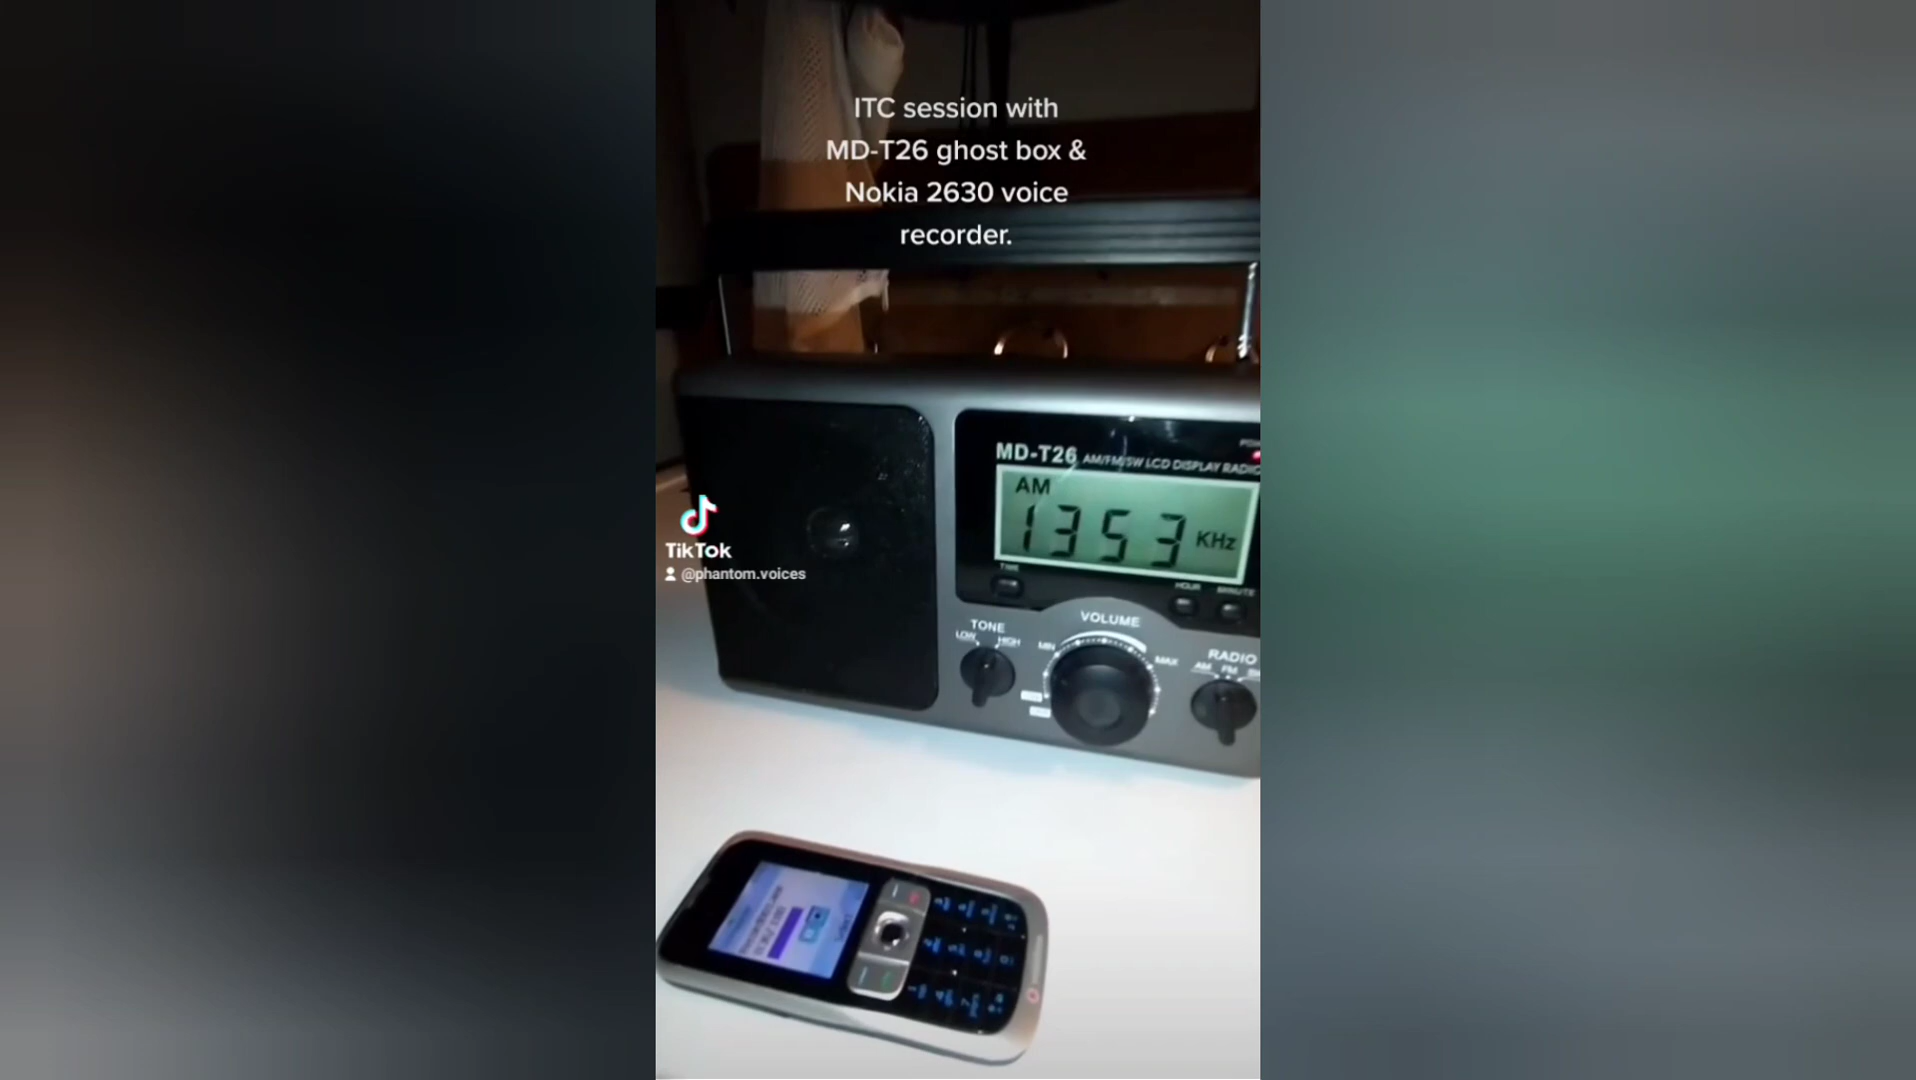 ITC session with
MD-T26 ghost box &
Nokia 2630 voice
recorder.
MD-T26 AM/FM/SW LCD DISPLAY RADIO
AM
1353 KHz
TikTok
@phantom.voices
TIME
HOUR MINUTE
VOLUME
TONE
LOW HIGH
MIN
MAX
RADIO
AM FM